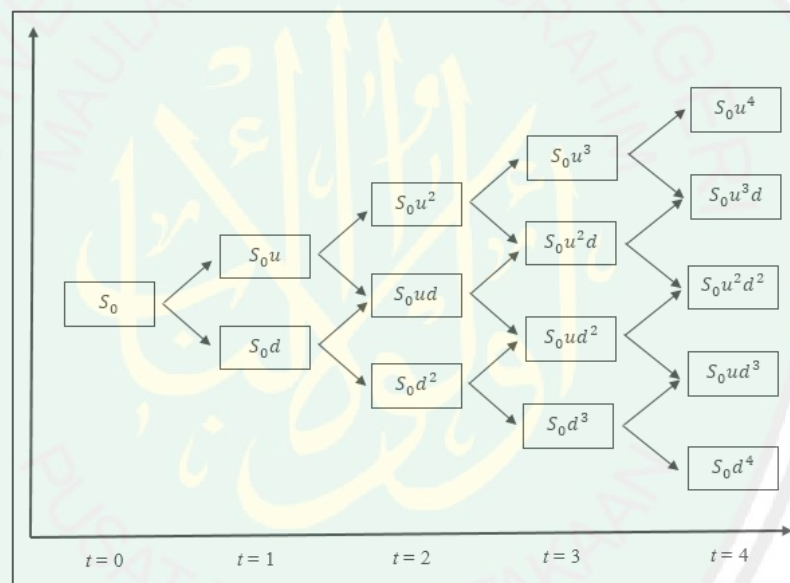 S₀
S₀u
S₀d
S₀u²
S₀ud
S₀d²
S₀u³
S₀u²d
S₀ud²
S₀d³
S₀u⁴
S₀u³d
S₀u²d²
S₀ud³
S₀d⁴
t = 0
t = 1
t = 2
t = 3
t = 4